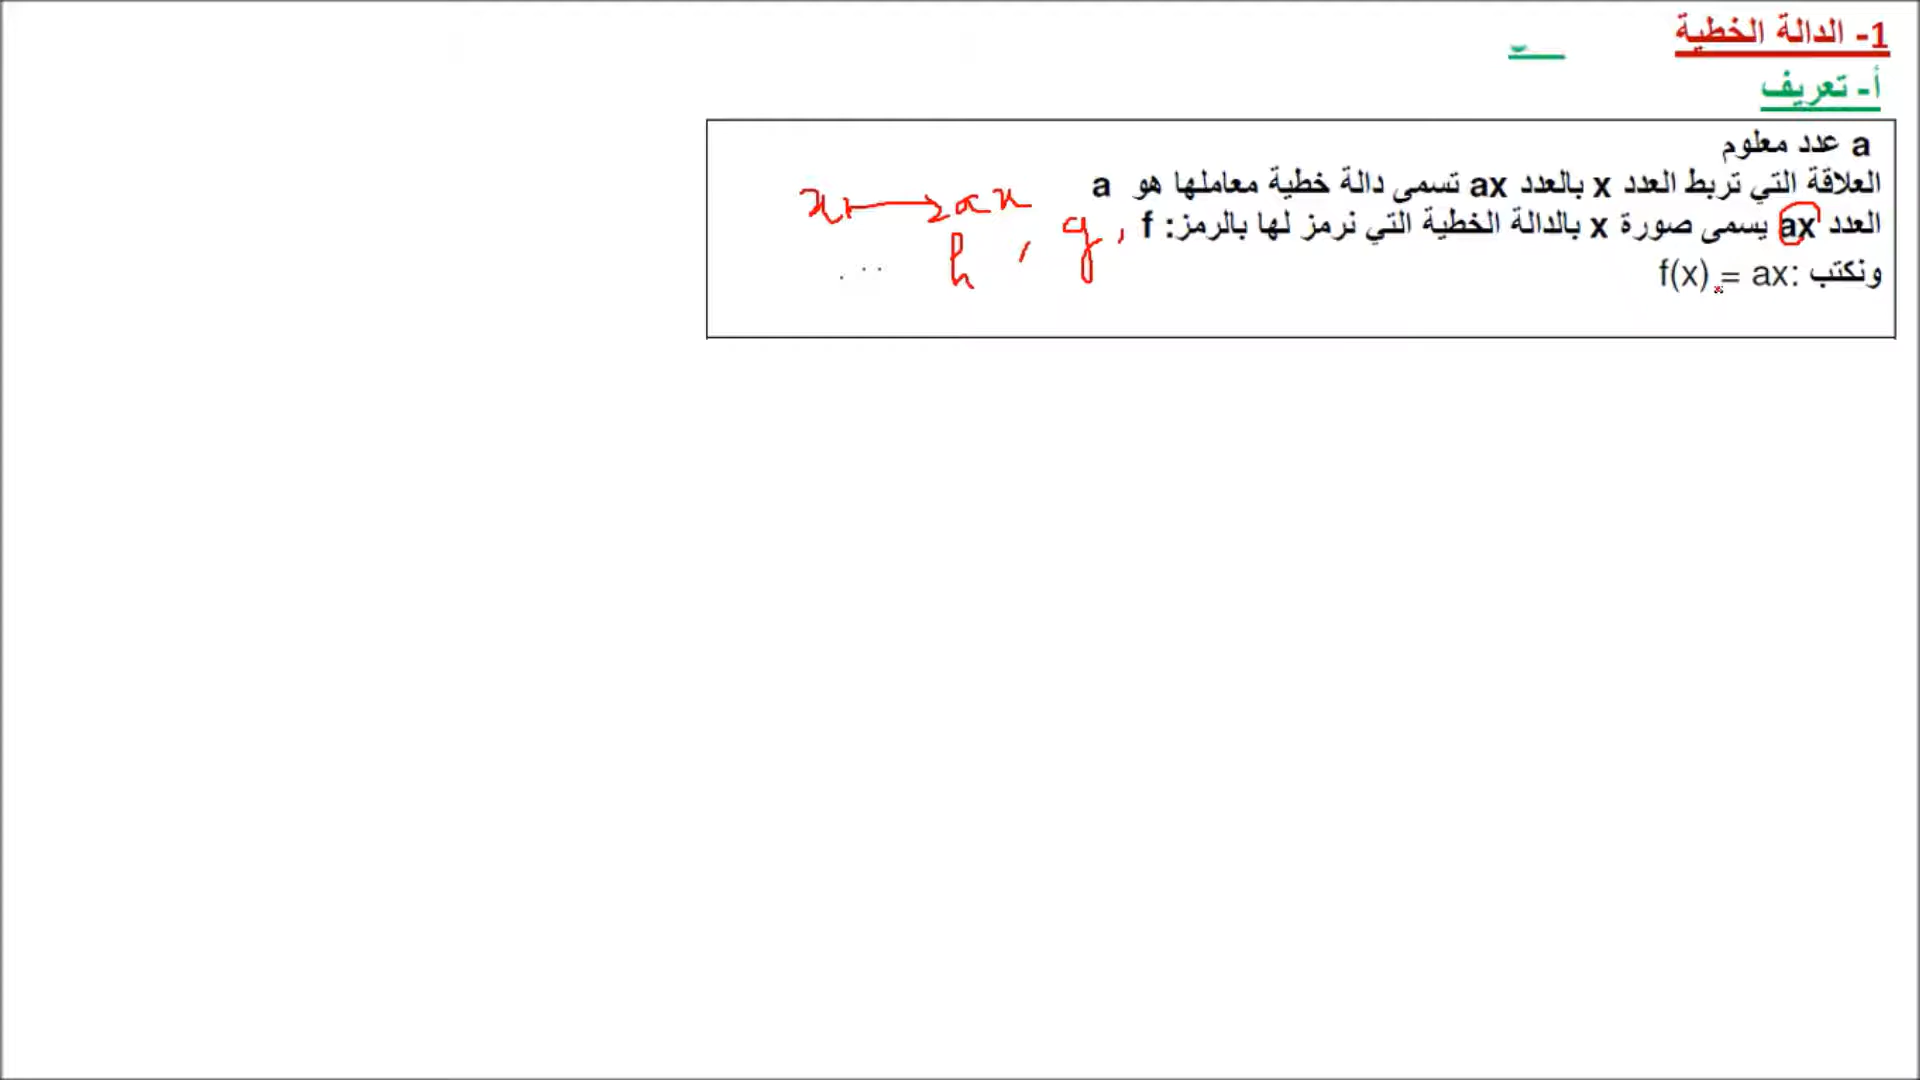 1- الدالة الخطية
أ- تعريف
a عدد معلوم
العلاقة التي تربط العدد x بالعدد ax تسمى دالة خطية معاملها هو a
x ↦ ax
العدد ax يسمى صورة x بالدالة الخطية التي نرمز لها بالرمز: f , g , h ...
ونكتب :f(x) = ax